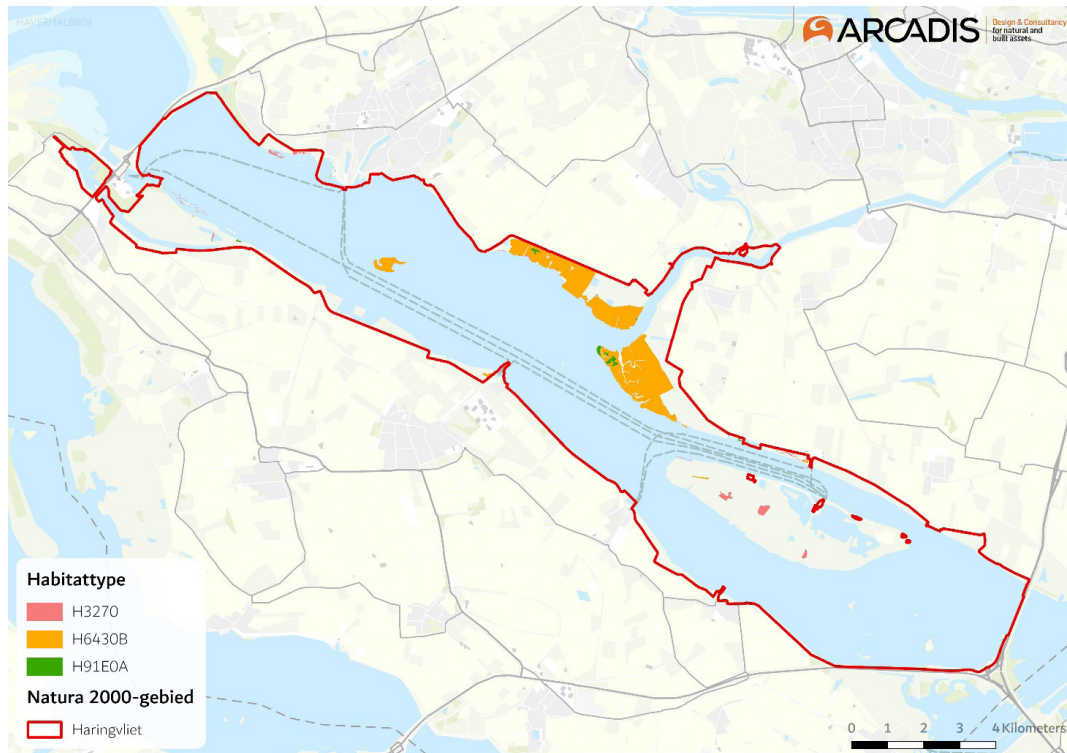 HAVERHALS809
ARCADIS
Design & Consultancy
for natural and
built assets
Habitattype
H3270
H6430B
H91E0A
Natura 2000-gebied
Haringvliet
0 1 2 3 4 Kilometers